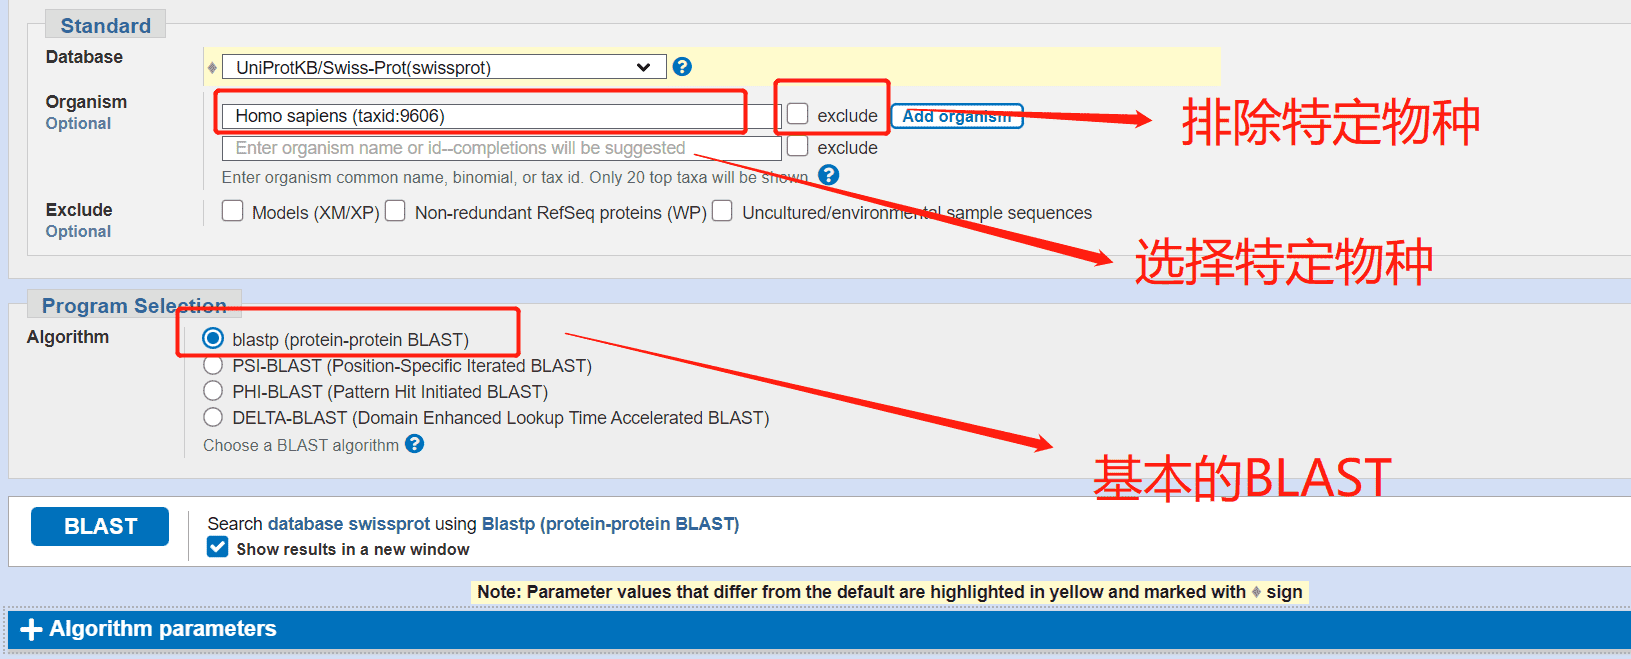 Standard
Database
UniProtKB/Swiss-Prot(swissprot)
Organism
Optional
Homo sapiens (taxid:9606)
exclude
Add organism
排除特定物种
Enter organism name or id--completions will be suggested
exclude
Enter organism common name, binomial, or tax id. Only 20 top taxa will be shown.
Exclude
Optional
Models (XM/XP) Non-redundant RefSeq proteins (WP) Uncultured/environmental sample sequences
选择特定物种
Program Selection
Algorithm
blastp (protein-protein BLAST)
PSI-BLAST (Position-Specific Iterated BLAST)
PHI-BLAST (Pattern Hit Initiated BLAST)
DELTA-BLAST (Domain Enhanced Lookup Time Accelerated BLAST)
Choose a BLAST algorithm
基本的BLAST
BLAST
Search database swissprot using Blastp (protein-protein BLAST)
Show results in a new window
Note: Parameter values that differ from the default are highlighted in yellow and marked with ♦ sign
Algorithm parameters